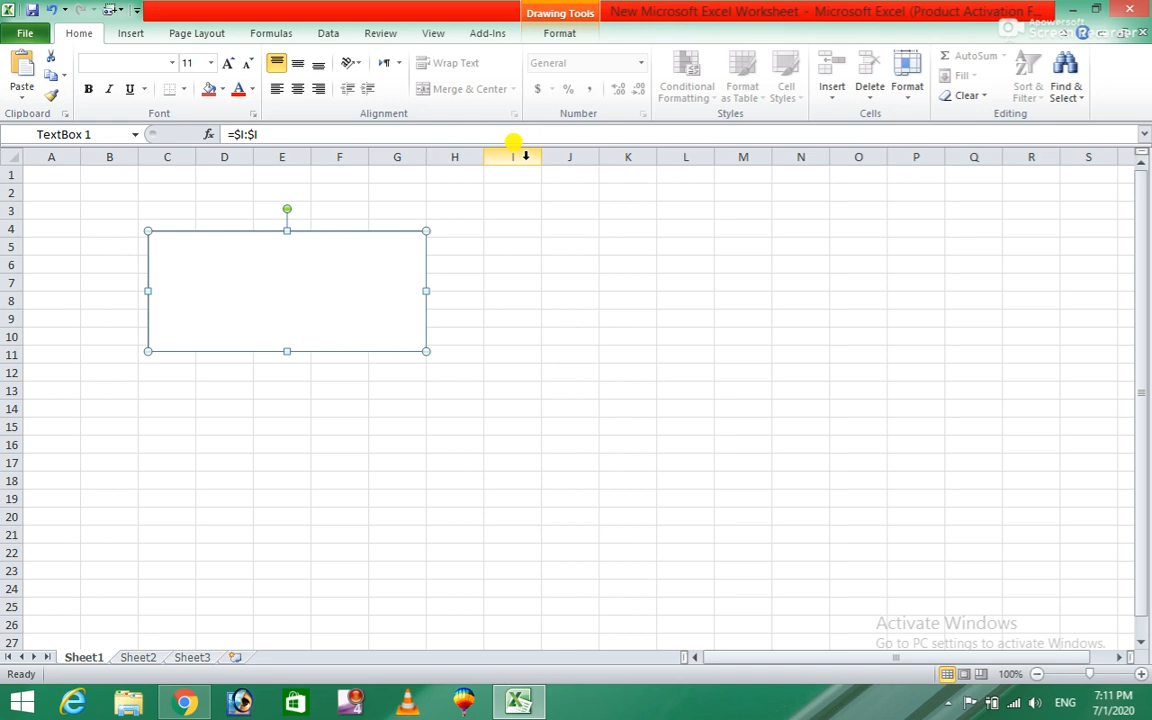 Drawing Tools
New Microsoft Excel Worksheet - Microsoft Excel (Product Activation F...
Apowersoft
Screen Recorder
File Home Insert Page Layout Formulas Data Review View Add-Ins Format
11 A A Wrap Text General AutoSum
Paste Conditional Format Cell Insert Delete Format Fill Sort & Find &
B I U A Merge & Center $ % , Formatting as Table Styles Clear Filter Select
Clipboard Font Alignment Number Styles Cells Editing
TextBox 1 fx =$I:$I
A B C D E F G H I J K L M N O P Q R S
1
2
3
4
5
6
7
8
9
10
11
12
13
14
15
16
17
18
19
20
21
22
23
24
25
26
27
Activate Windows
Go to PC settings to activate Windows.
Sheet1 Sheet2 Sheet3
Ready 100%
ENG 7:11 PM
7/1/2020